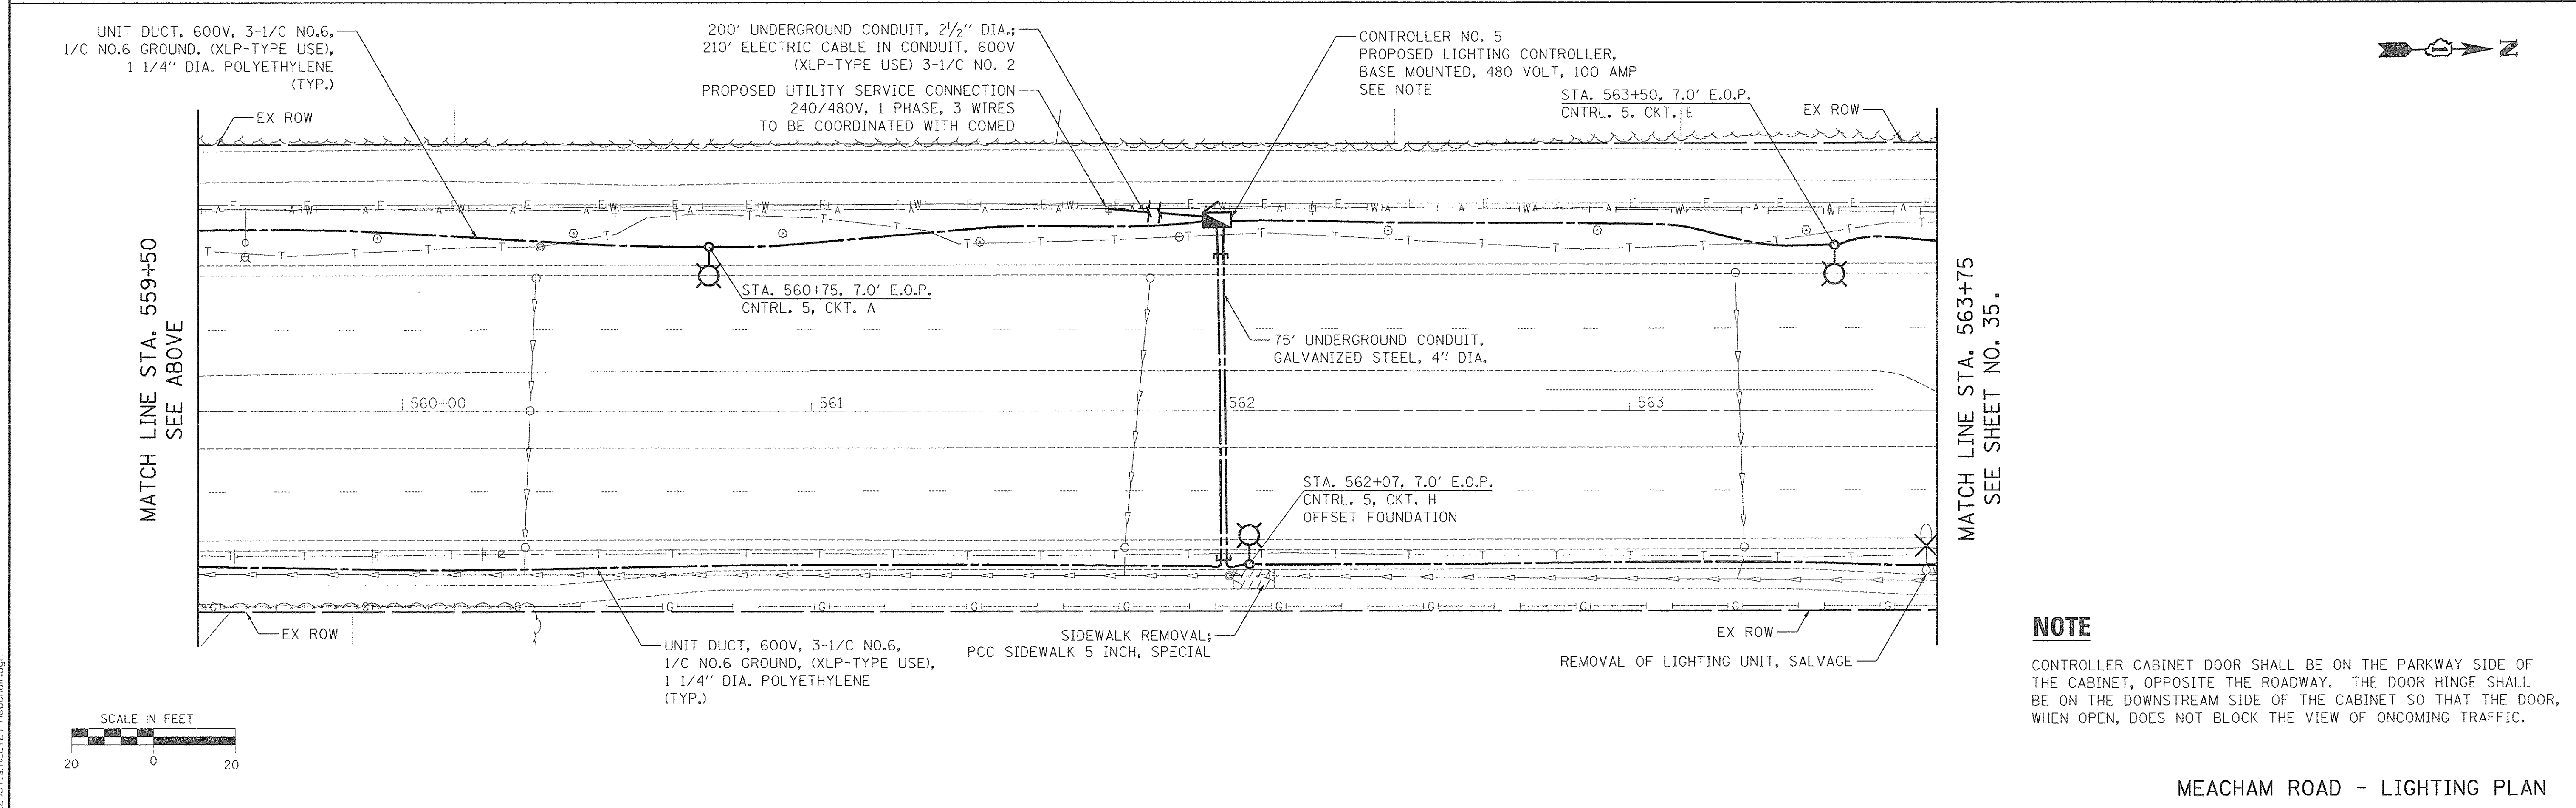 UNIT DUCT, 600V, 3-1/C NO.6,
1/C NO.6 GROUND, (XLP-TYPE USE),
1 1/4" DIA. POLYETHYLENE
(TYP.)
200' UNDERGROUND CONDUIT, 2½" DIA.;
210' ELECTRIC CABLE IN CONDUIT, 600V
(XLP-TYPE USE) 3-1/C NO. 2
PROPOSED UTILITY SERVICE CONNECTION
240/480V, 1 PHASE, 3 WIRES
TO BE COORDINATED WITH COMED
CONTROLLER NO. 5
PROPOSED LIGHTING CONTROLLER,
BASE MOUNTED, 480 VOLT, 100 AMP
SEE NOTE
STA. 563+50, 7.0' E.O.P.
CNTRL. 5, CKT. E
EX ROW
EX ROW
N
MATCH LINE STA. 559+50
SEE ABOVE
STA. 560+75, 7.0' E.O.P.
CNTRL. 5, CKT. A
75' UNDERGROUND CONDUIT,
GALVANIZED STEEL, 4" DIA.
560+00
561
562
563
STA. 562+07, 7.0' E.O.P.
CNTRL. 5, CKT. H
OFFSET FOUNDATION
MATCH LINE STA. 563+75
SEE SHEET NO. 35.
EX ROW
UNIT DUCT, 600V, 3-1/C NO.6,
1/C NO.6 GROUND, (XLP-TYPE USE),
1 1/4" DIA. POLYETHYLENE
(TYP.)
SIDEWALK REMOVAL;
PCC SIDEWALK 5 INCH, SPECIAL
EX ROW
REMOVAL OF LIGHTING UNIT, SALVAGE
NOTE
CONTROLLER CABINET DOOR SHALL BE ON THE PARKWAY SIDE OF
THE CABINET, OPPOSITE THE ROADWAY. THE DOOR HINGE SHALL
BE ON THE DOWNSTREAM SIDE OF THE CABINET SO THAT THE DOOR,
WHEN OPEN, DOES NOT BLOCK THE VIEW OF ONCOMING TRAFFIC.
SCALE IN FEET
20 0 20
MEACHAM ROAD - LIGHTING PLAN